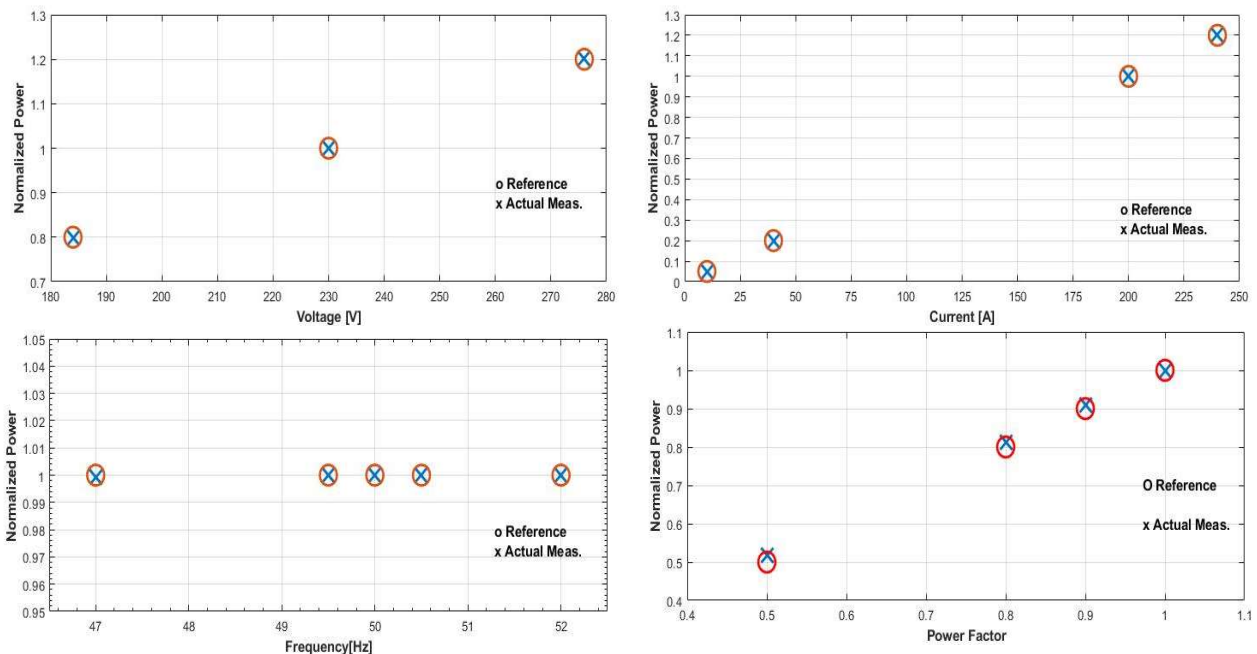 1.3
1.2
1.1
1
0.9
0.8
0.7
Normalized Power
o Reference
x Actual Meas.
180 190 200 210 220 230 240 250 260 270 280
Voltage [V]
1.3
1.2
1.1
1
0.9
0.8
0.7
0.6
0.5
0.4
0.3
0.2
0.1
0
Normalized Power
o Reference
x Actual Meas.
0 25 50 75 100 125 150 175 200 225 250
Current [A]
1.05
1.04
1.03
1.02
1.01
1
0.99
0.98
0.97
0.96
0.95
Normalized Power
o Reference
x Actual Meas.
47 48 49 50 51 52
Frequency[Hz]
1.1
1
0.9
0.8
0.7
0.6
0.5
0.4
Normalized Power
O Reference
x Actual Meas.
0.4 0.5 0.6 0.7 0.8 0.9 1 1.1
Power Factor